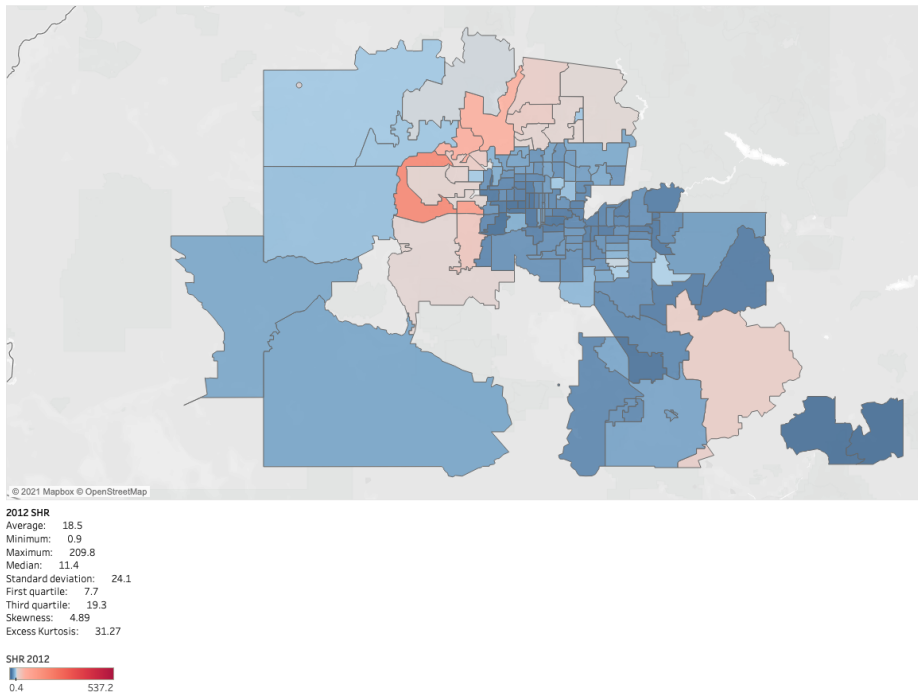 © 2021 Mapbox © OpenStreetMap
2012 SHR
Average: 18.5
Minimum: 0.9
Maximum: 209.8
Median: 11.4
Standard deviation: 24.1
First quartile: 7.7
Third quartile: 19.3
Skewness: 4.89
Excess Kurtosis: 31.27
SHR 2012
0.4 537.2